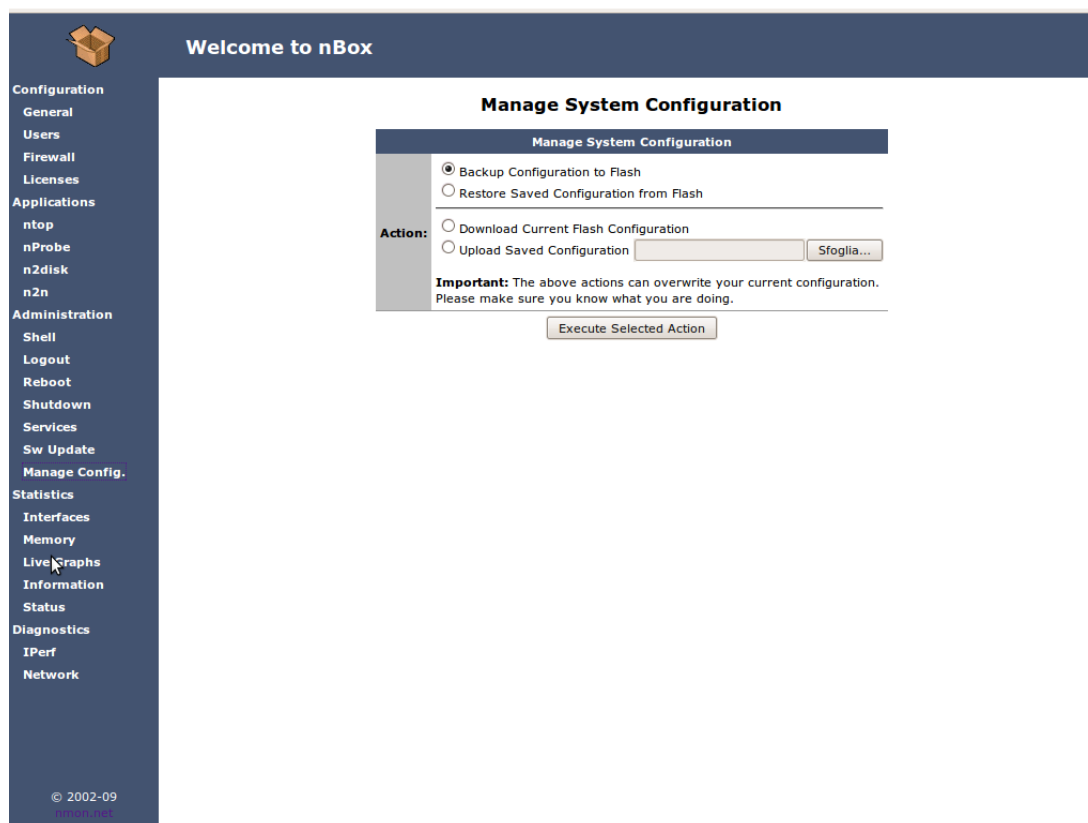 Welcome to nBox
Configuration
General
Users
Firewall
Licenses
Applications
ntop
nProbe
n2disk
n2n
Administration
Shell
Logout
Reboot
Shutdown
Services
Sw Update
Manage Config.
Statistics
Interfaces
Memory
Live Graphs
Information
Status
Diagnostics
IPerf
Network
© 2002-09
nmon.net
Manage System Configuration
Manage System Configuration
Action:
Backup Configuration to Flash
Restore Saved Configuration from Flash
Download Current Flash Configuration
Upload Saved Configuration Sfoglia...
Important: The above actions can overwrite your current configuration.
Please make sure you know what you are doing.
Execute Selected Action